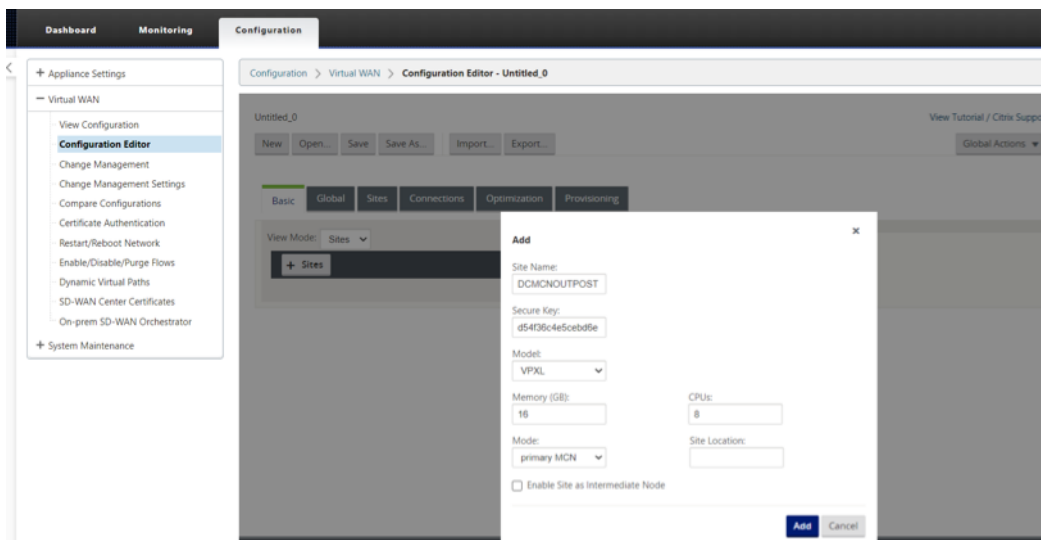 Dashboard Monitoring Configuration
+ Appliance Settings
− Virtual WAN
View Configuration
Configuration Editor
Change Management
Change Management Settings
Compare Configurations
Certificate Authentication
Restart/Reboot Network
Enable/Disable/Purge Flows
Dynamic Virtual Paths
SD-WAN Center Certificates
On-prem SD-WAN Orchestrator
+ System Maintenance
Configuration > Virtual WAN > Configuration Editor - Untitled_0
Untitled_0 View Tutorial / Citrix Suppo
New Open... Save Save As... Import... Export... Global Actions
Basic Global Sites Connections Optimization Provisioning
View Mode: Sites
+ Sites
Add ×
Site Name:
DCMCNOUTPOST
Secure Key:
d54f36c4e5cebd6e
Model:
VPXL
Memory (GB): CPUs:
16 8
Mode: Site Location:
primary MCN
Enable Site as Intermediate Node
Add Cancel